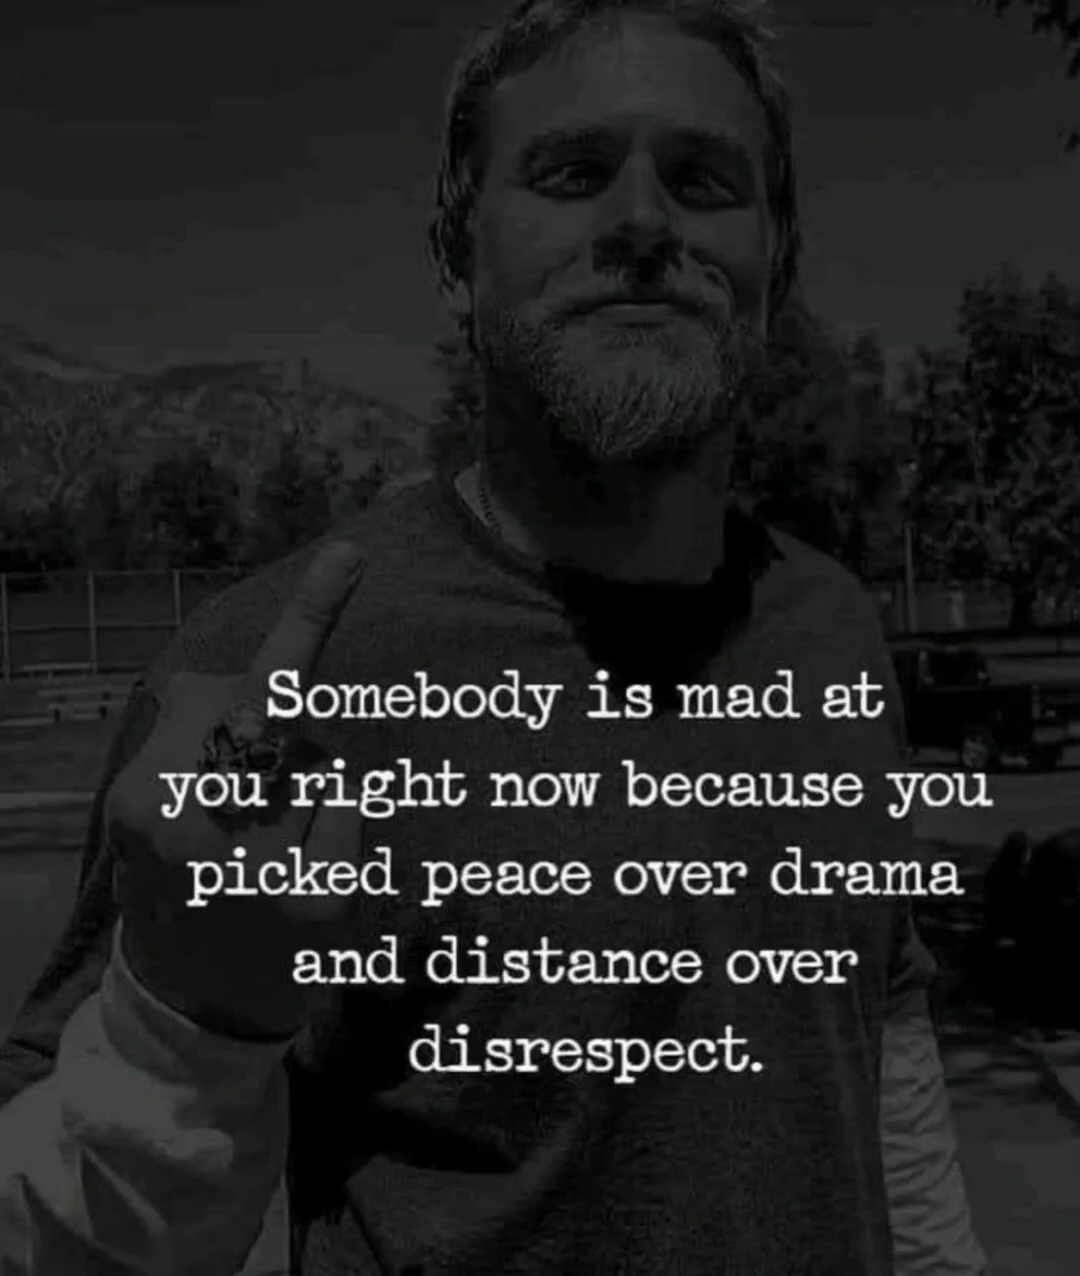 Somebody is mad at
you right now because you
picked peace over drama
and distance over
disrespect.